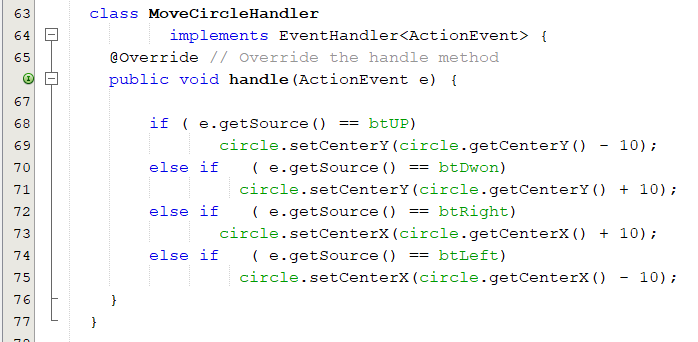 63 class MoveCircleHandler
64 implements EventHandler<ActionEvent> {
65 @Override // Override the handle method
public void handle(ActionEvent e) {
67
68 if ( e.getSource() == btUP)
69 circle.setCenterY(circle.getCenterY() - 10);
70 else if ( e.getSource() == btDwon)
71 circle.setCenterY(circle.getCenterY() + 10);
72 else if ( e.getSource() == btRight)
73 circle.setCenterX(circle.getCenterX() + 10);
74 else if ( e.getSource() == btLeft)
75 circle.setCenterX(circle.getCenterX() - 10);
76 }
77 }